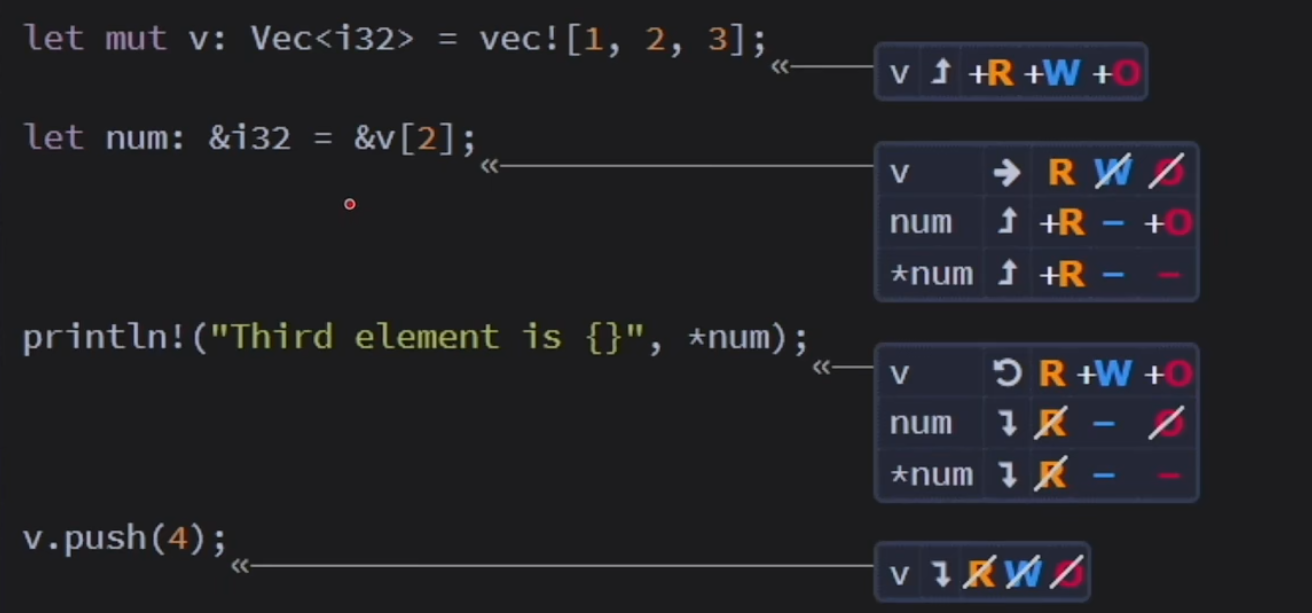 let mut v: Vec<i32> = vec![1, 2, 3];
« v ⮥ +R +W +O
let num: &i32 = &v[2];
« v → R W O
num ⮥ +R - +O
*num ⮥ +R - -
println!("Third element is {}", *num);
« v ↺ R +W +O
num ⮧ R - O
*num ⮧ R - -
v.push(4);
« v ⮧ R W O